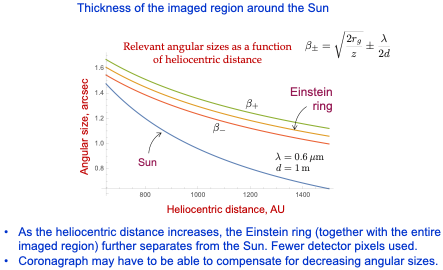 Thickness of the imaged region around the Sun
Relevant angular sizes as a function
of heliocentric distance
β± = √(2r_g/z) ± λ/2d
Angular size, arcsec
1.6
1.4
1.2
1.0
0.8
β+
β−
Einstein
ring
Sun
λ = 0.6 μm
d = 1 m
800 1000 1200 1400
Heliocentric distance, AU
• As the heliocentric distance increases, the Einstein ring (together with the entire
imaged region) further separates from the Sun. Fewer detector pixels used.
• Coronagraph may have to be able to compensate for decreasing angular sizes.